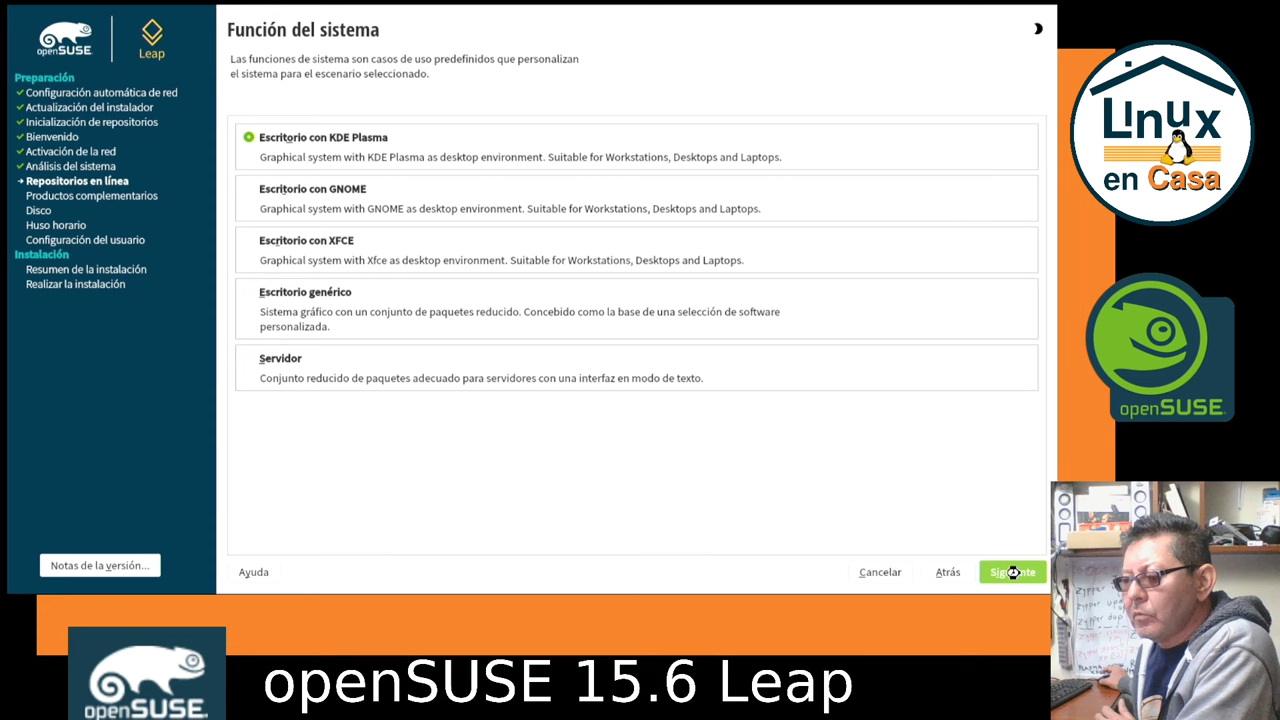 openSUSE
Leap
Preparación
Configuración automática de red
Actualización del instalador
Inicialización de repositorios
Bienvenido
Activación de la red
Análisis del sistema
Repositorios en línea
Productos complementarios
Disco
Huso horario
Configuración del usuario
Instalación
Resumen de la instalación
Realizar la instalación
Notas de la versión...
Función del sistema
Las funciones de sistema son casos de uso predefinidos que personalizan
el sistema para el escenario seleccionado.
Escritorio con KDE Plasma
Graphical system with KDE Plasma as desktop environment. Suitable for Workstations, Desktops and Laptops.
Escritorio con GNOME
Graphical system with GNOME as desktop environment. Suitable for Workstations, Desktops and Laptops.
Escritorio con XFCE
Graphical system with Xfce as desktop environment. Suitable for Workstations, Desktops and Laptops.
Escritorio genérico
Sistema gráfico con un conjunto de paquetes reducido. Concebido como la base de una selección de software
personalizada.
Servidor
Conjunto reducido de paquetes adecuado para servidores con una interfaz en modo de texto.
Ayuda
Cancelar
Atrás
Siguiente
Linux
en Casa
openSUSE
zypper
zypper
zypper dup
openSUSE
openSUSE 15.6 Leap